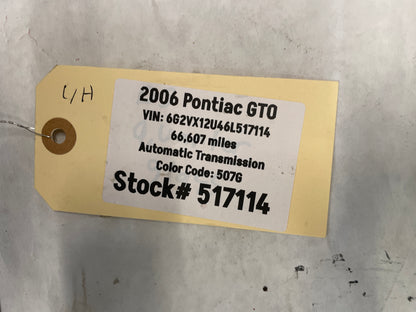 L/H
2006 Pontiac GTO
VIN: 6G2VX12U46L517114
66,607 miles
Automatic Transmission
Color Code: 507G
Stock# 517114